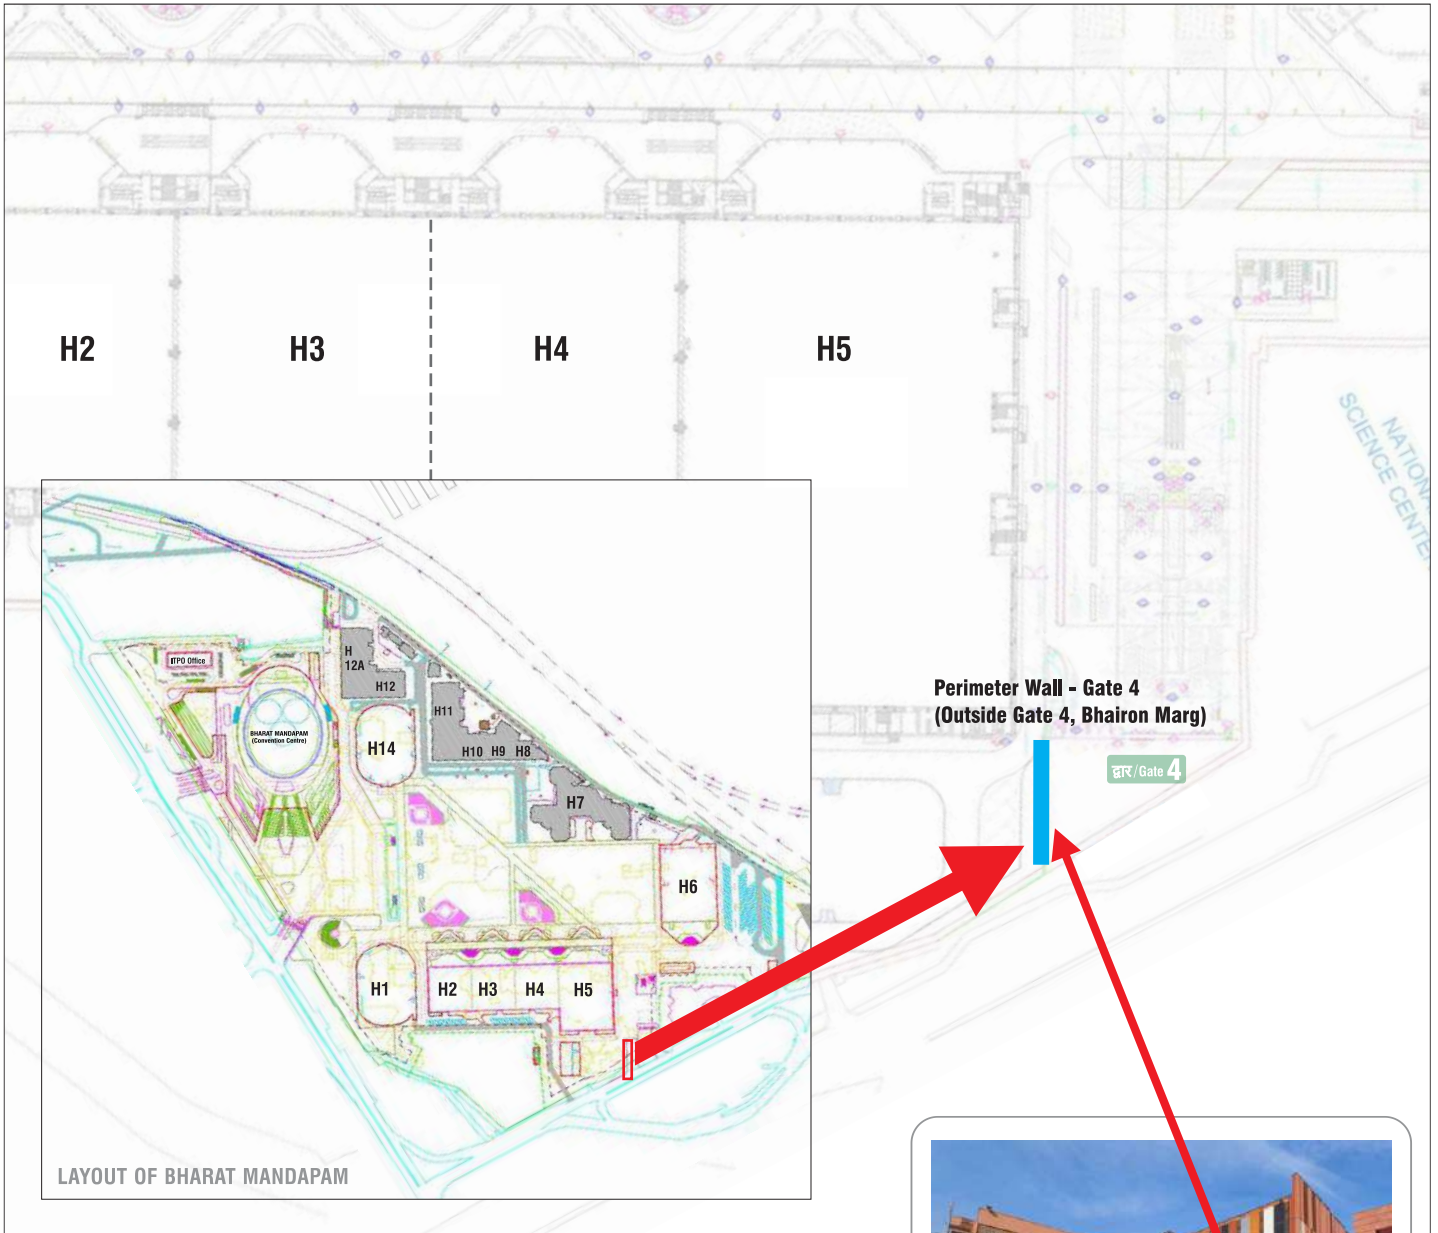 H2
H3
H4
H5
NATIONAL
SCIENCE CENTE
Perimeter Wall - Gate 4
(Outside Gate 4, Bhairon Marg)
द्वार/Gate 4
ITPO Office
BHARAT MANDAPAM
(Convention Centre)
H
12A
H12
H11
H10 H9 H8
H14
H7
H6
H1
H2
H3
H4
H5
LAYOUT OF BHARAT MANDAPAM